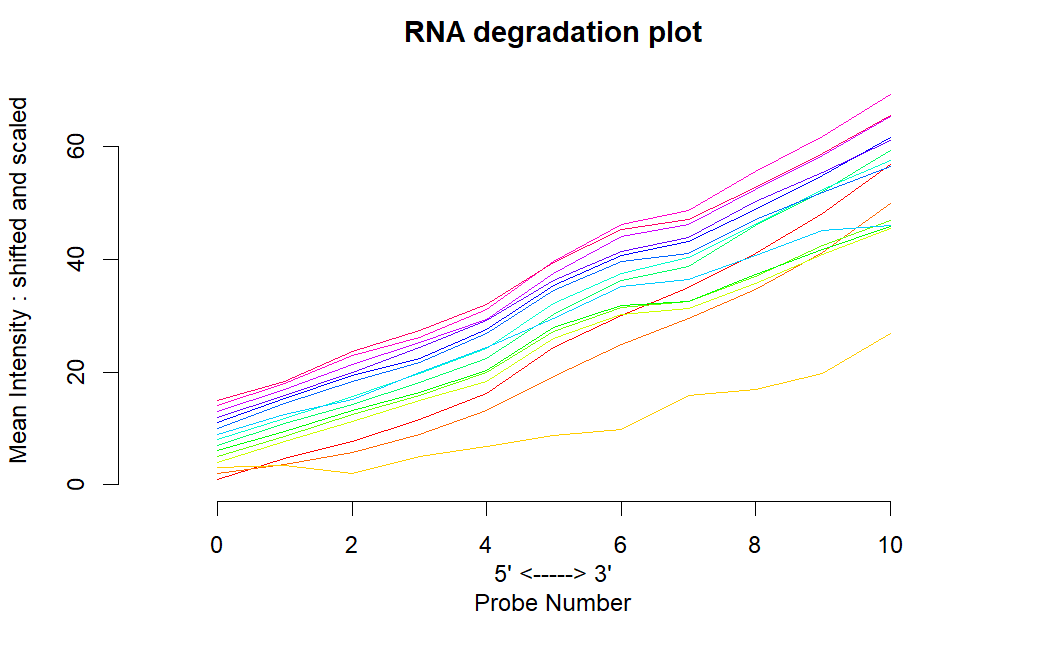 RNA degradation plot
Mean Intensity : shifted and scaled
60
40
20
0
0 2 4 6 8 10
5' <-----> 3'
Probe Number